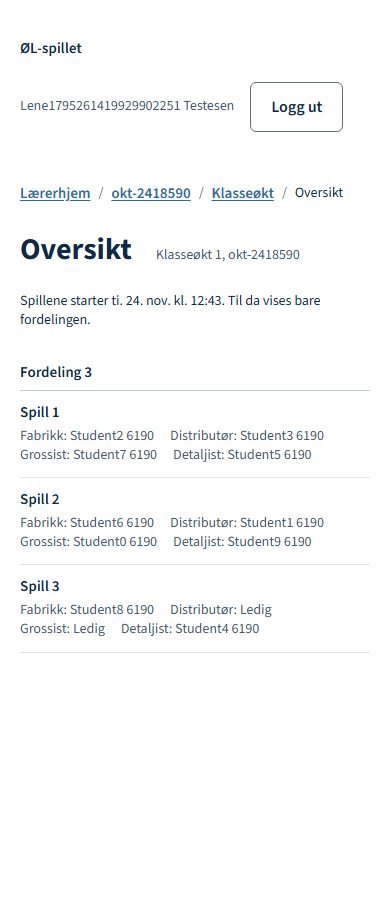 ØL-spillet
Lene1795261419929902251 Testesen
Logg ut
Lærerhjem / okt-2418590 / Klasseøkt / Oversikt
Oversikt Klasseøkt 1, okt-2418590
Spillene starter ti. 24. nov. kl. 12:43. Til da vises bare
fordelingen.
Fordeling 3
Spill 1
Fabrikk: Student2 6190 Distributør: Student3 6190
Grossist: Student7 6190 Detaljist: Student5 6190
Spill 2
Fabrikk: Student6 6190 Distributør: Student1 6190
Grossist: Student0 6190 Detaljist: Student9 6190
Spill 3
Fabrikk: Student8 6190 Distributør: Ledig
Grossist: Ledig Detaljist: Student4 6190